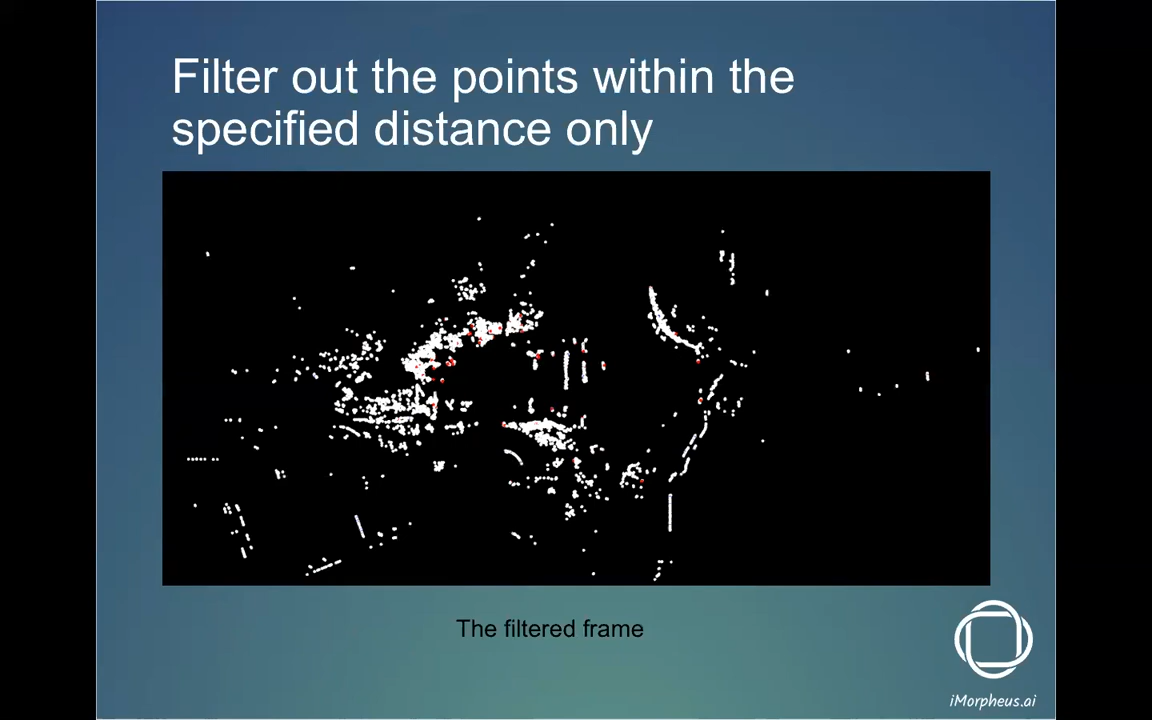 Filter out the points within the
specified distance only
The filtered frame
iMorpheus.ai